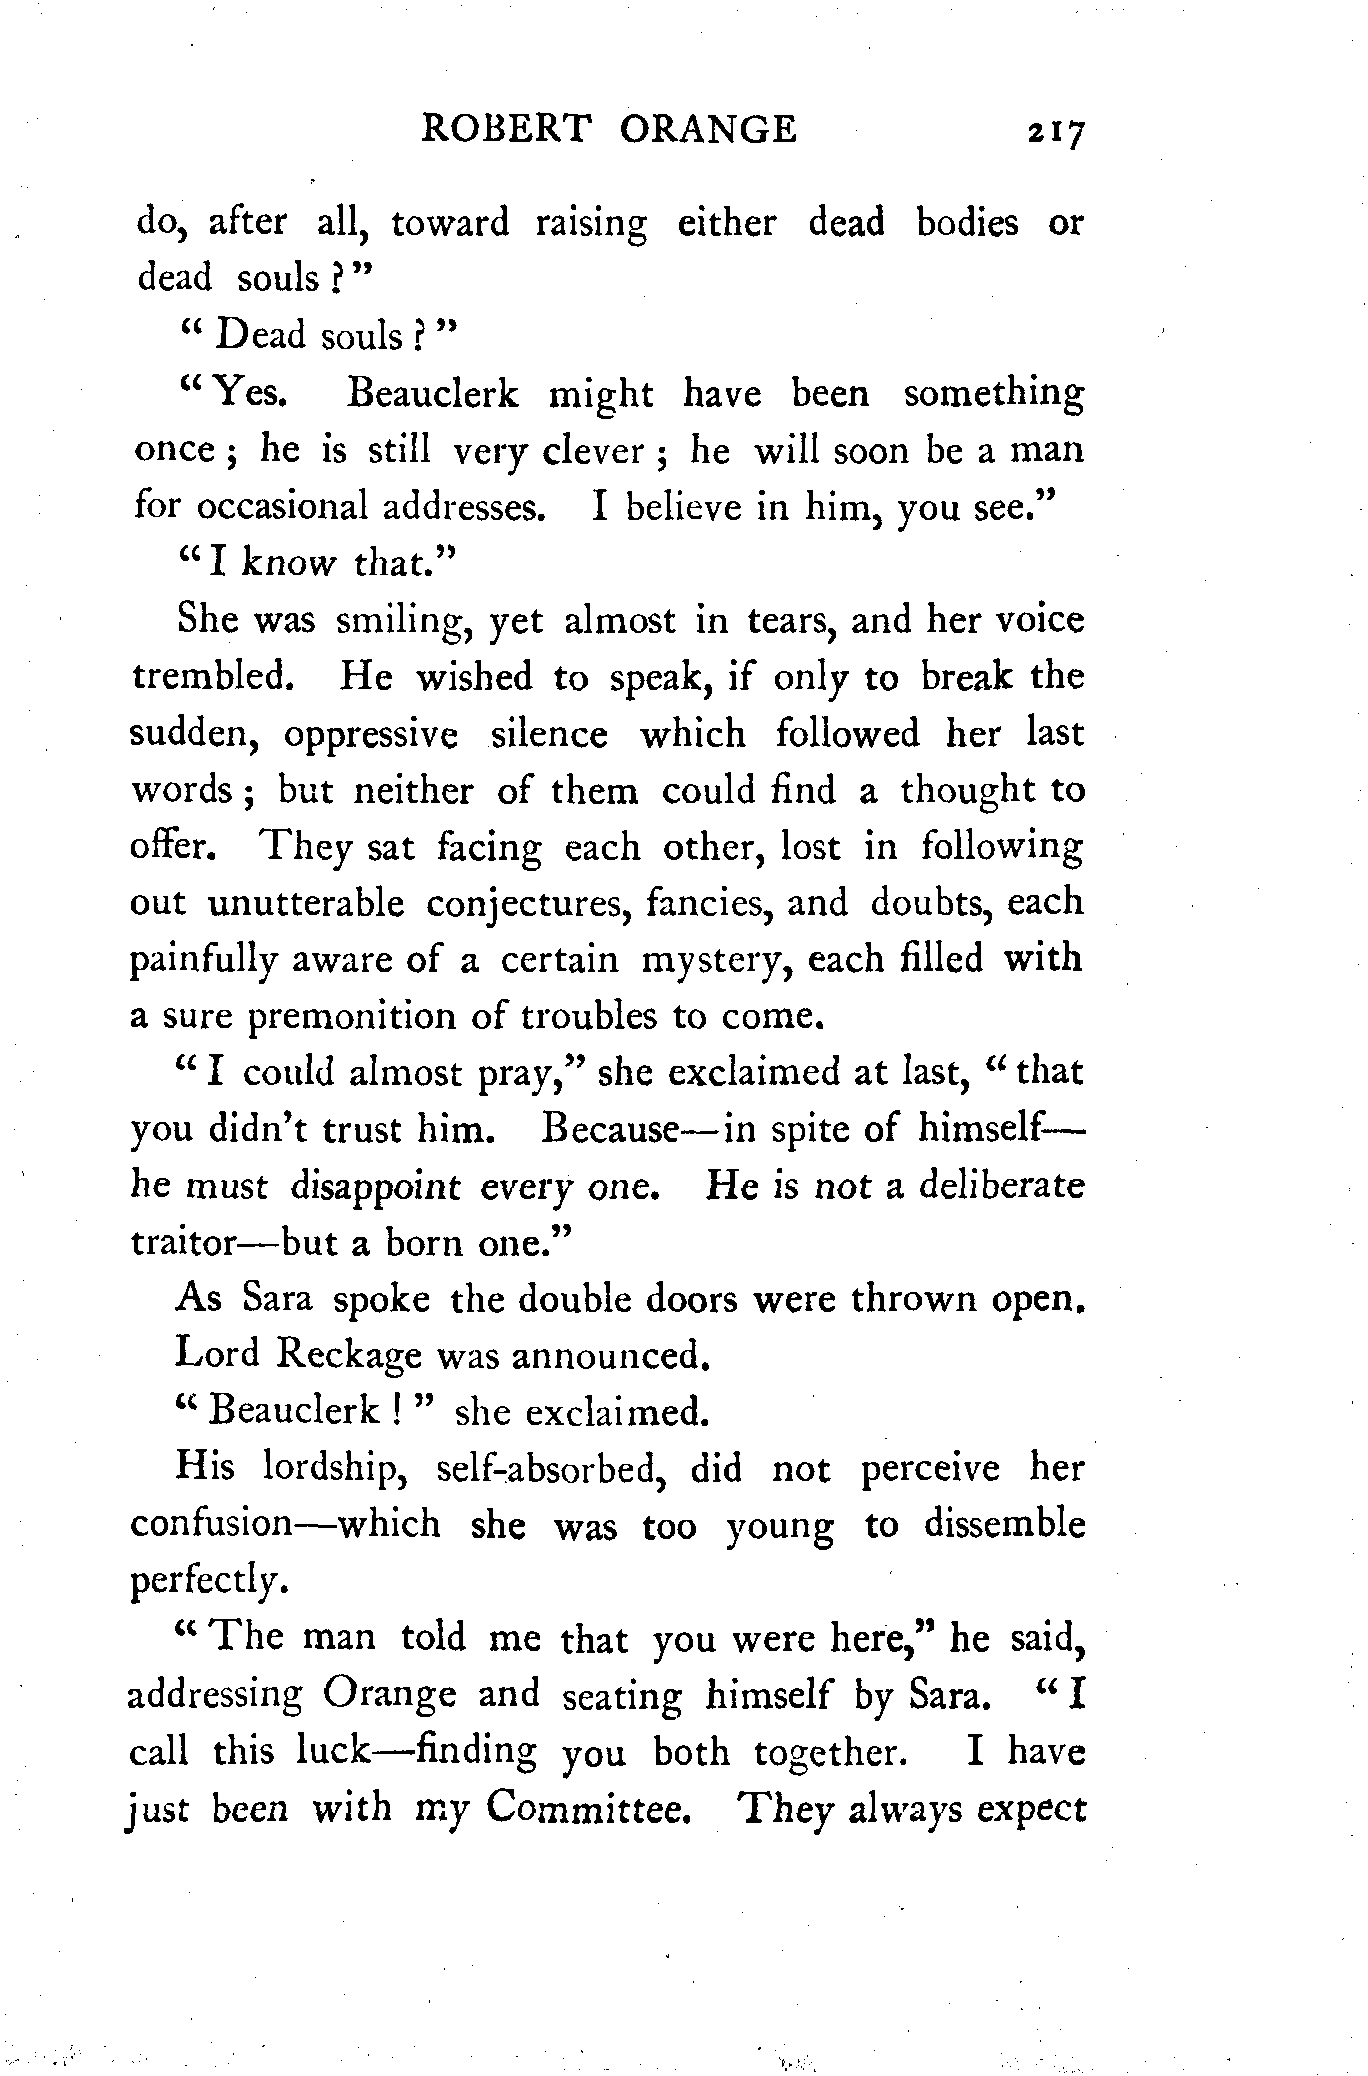 ROBERT ORANGE 217
do, after all, toward raising either dead bodies or
dead souls ?"
" Dead souls ? "
" Yes. Beauclerk might have been something
once ; he is still very clever ; he will soon be a man
for occasional addresses. I believe in him, you see."
" I know that."
She was smiling, yet almost in tears, and her voice
trembled. He wished to speak, if only to break the
sudden, oppressive silence which followed her last
words ; but neither of them could find a thought to
offer. They sat facing each other, lost in following
out unutterable conjectures, fancies, and doubts, each
painfully aware of a certain mystery, each filled with
a sure premonition of troubles to come.
" I could almost pray," she exclaimed at last, " that
you didn't trust him. Because—in spite of himself—
he must disappoint every one. He is not a deliberate
traitor—but a born one."
As Sara spoke the double doors were thrown open.
Lord Reckage was announced.
" Beauclerk ! " she exclaimed.
His lordship, self-absorbed, did not perceive her
confusion—which she was too young to dissemble
perfectly.
" The man told me that you were here," he said,
addressing Orange and seating himself by Sara. " I
call this luck—finding you both together. I have
just been with my Committee. They always expect